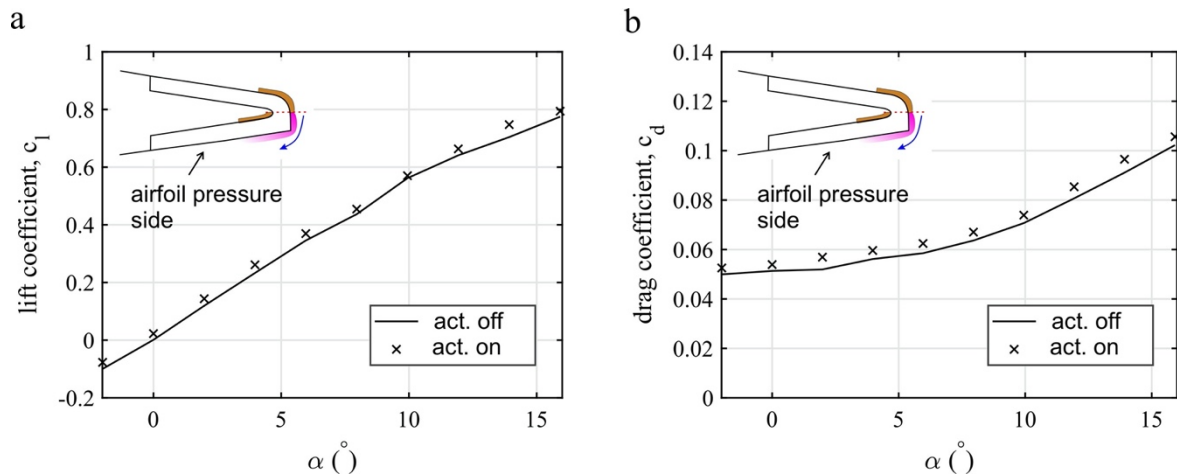 a
1
0.8
0.6
0.4
0.2
0
-0.2
lift coefficient, c_l
airfoil pressure
side
act. off
act. on
0
5
10
15
α (°)
b
0.14
0.12
0.1
0.08
0.06
0.04
0.02
0
drag coefficient, c_d
airfoil pressure
side
act. off
act. on
0
5
10
15
α (°)